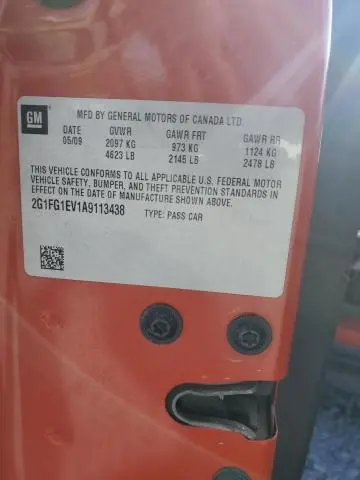 GM
MFD BY GENERAL MOTORS OF CANADA LTD.
DATE GVWR GAWR FRT GAWR RR
05/09 2097 KG 973 KG 1124 KG
4623 LB 2145 LB 2478 LB
THIS VEHICLE CONFORMS TO ALL APPLICABLE U.S. FEDERAL MOTOR
VEHICLE SAFETY, BUMPER, AND THEFT PREVENTION STANDARDS IN
EFFECT ON THE DATE OF MANUFACTURE SHOWN ABOVE.
2G1FG1EV1A9113438 TYPE: PASS CAR